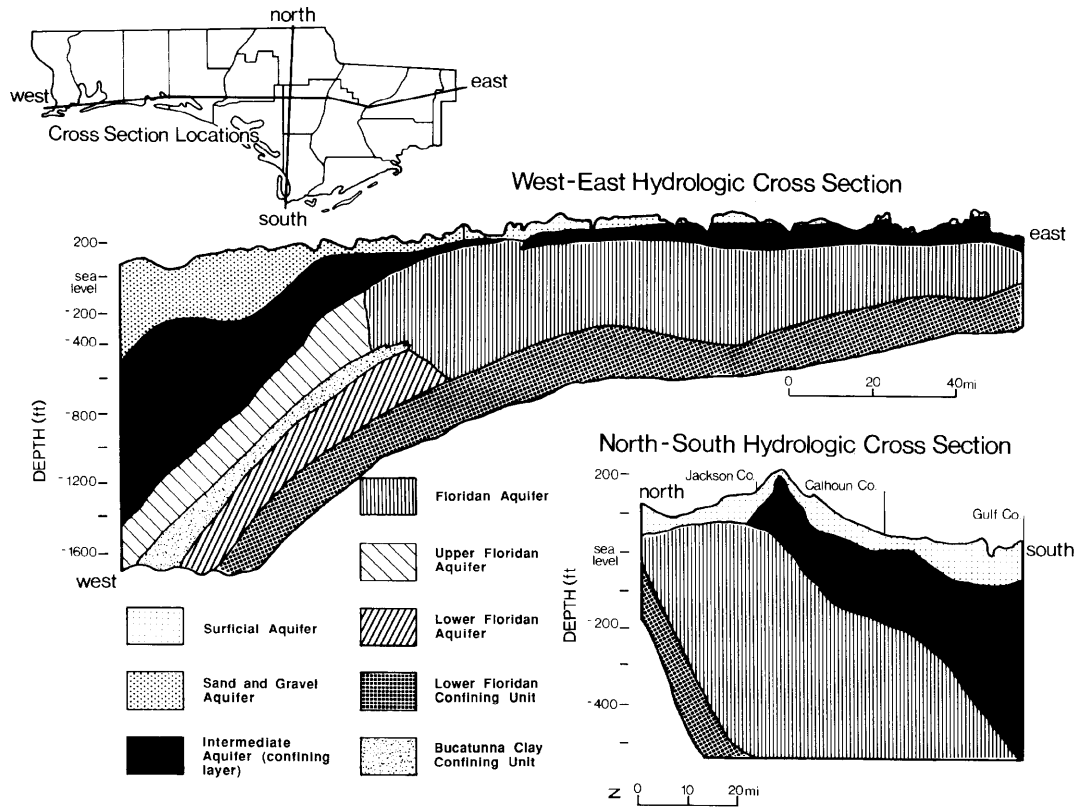 north
west
east
Cross Section Locations
south
West-East Hydrologic Cross Section
east
200
sea
level
-200
-400
-800
-1200
-1600
DEPTH (ft)
west
0 20 40mi
North-South Hydrologic Cross Section
Jackson Co.
Calhoun Co.
Gulf Co.
north
south
200
sea
level
-200
-400
DEPTH (ft
N 0 10 20mi
Surficial Aquifer
Sand and Gravel
Aquifer
Intermediate
Aquifer (confining
layer)
Floridan Aquifer
Upper Floridan
Aquifer
Lower Floridan
Aquifer
Lower Floridan
Confining Unit
Bucatunna Clay
Confining Unit